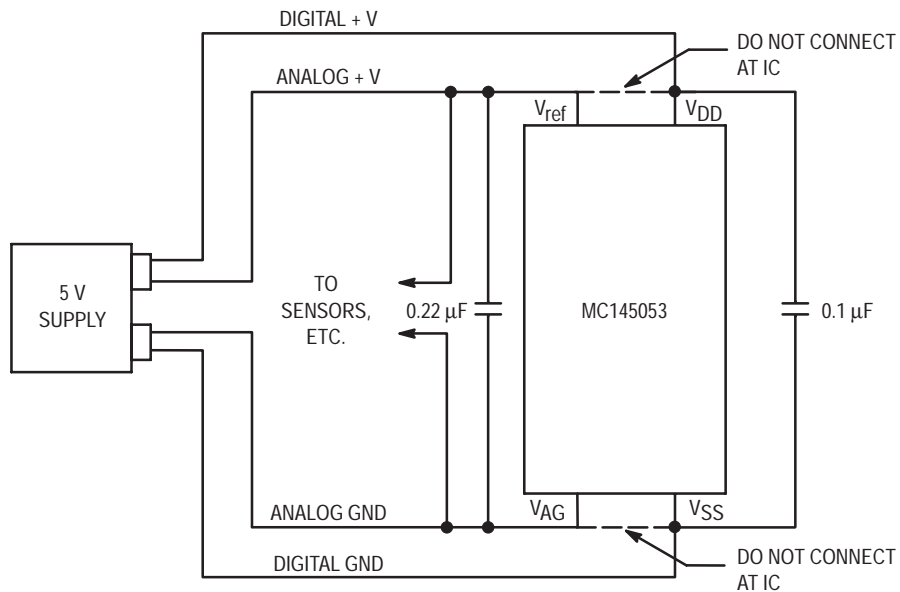 DIGITAL + V
DO NOT CONNECT
AT IC
ANALOG + V
Vref
VDD
5 V
SUPPLY
TO
SENSORS,
ETC.
0.22 µF
MC145053
0.1 µF
ANALOG GND
VAG
VSS
DIGITAL GND
DO NOT CONNECT
AT IC